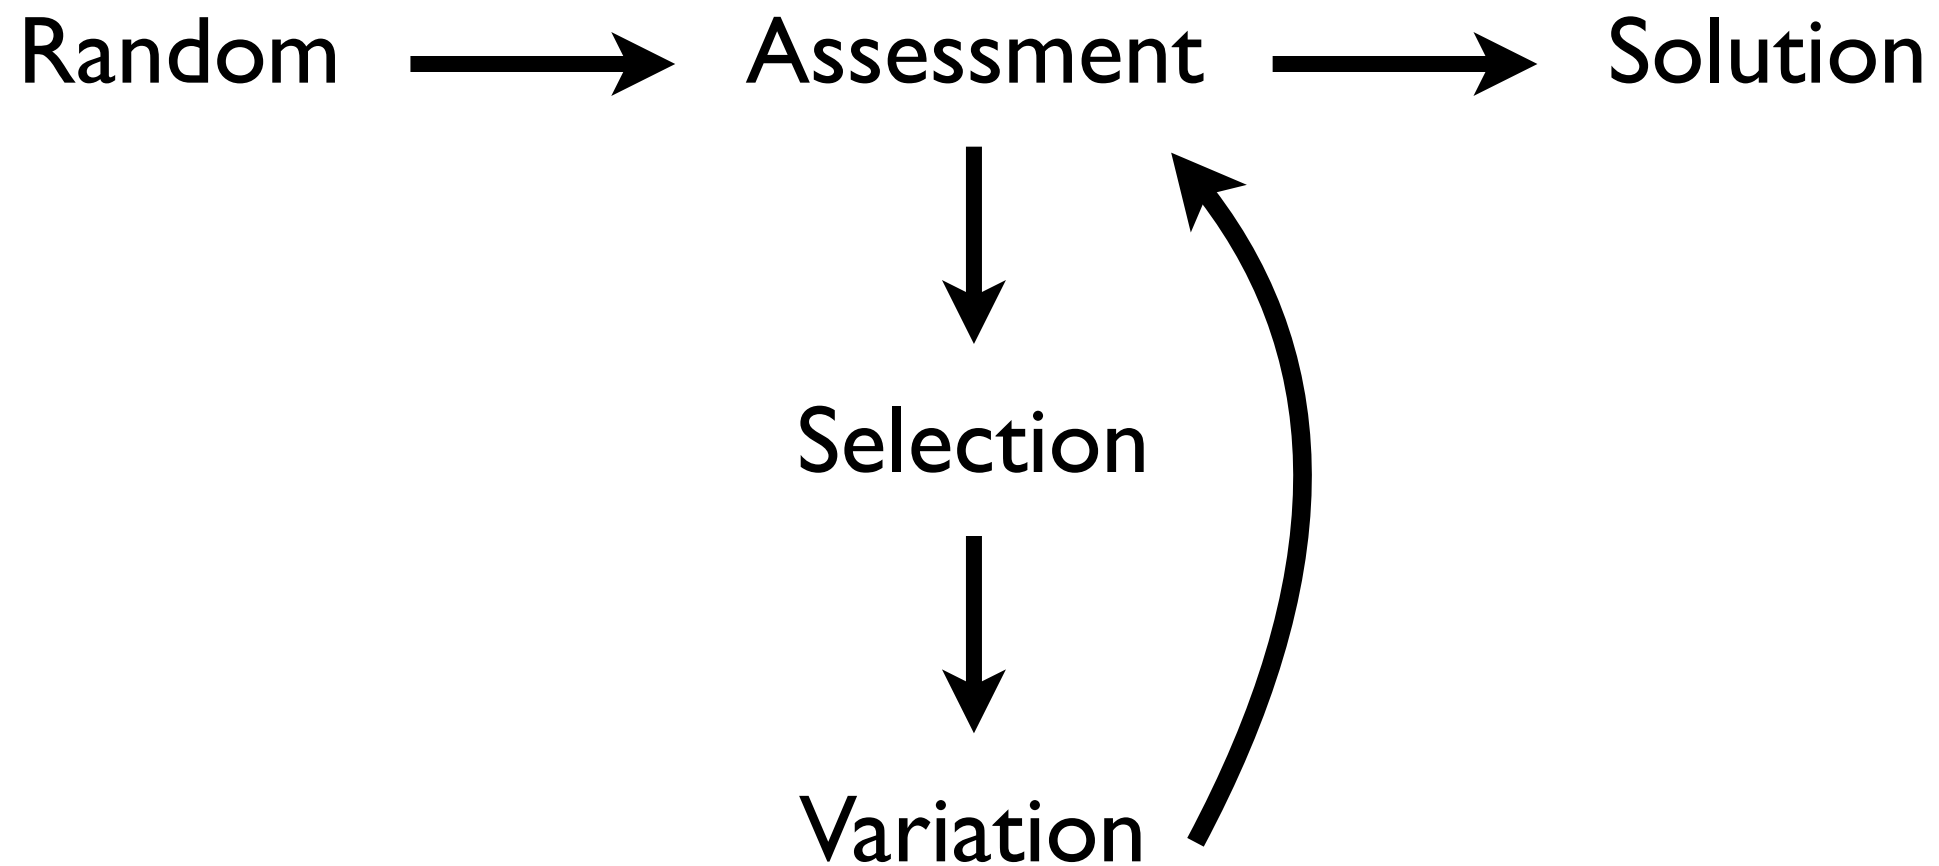 Random
Assessment
Solution
Selection
Variation